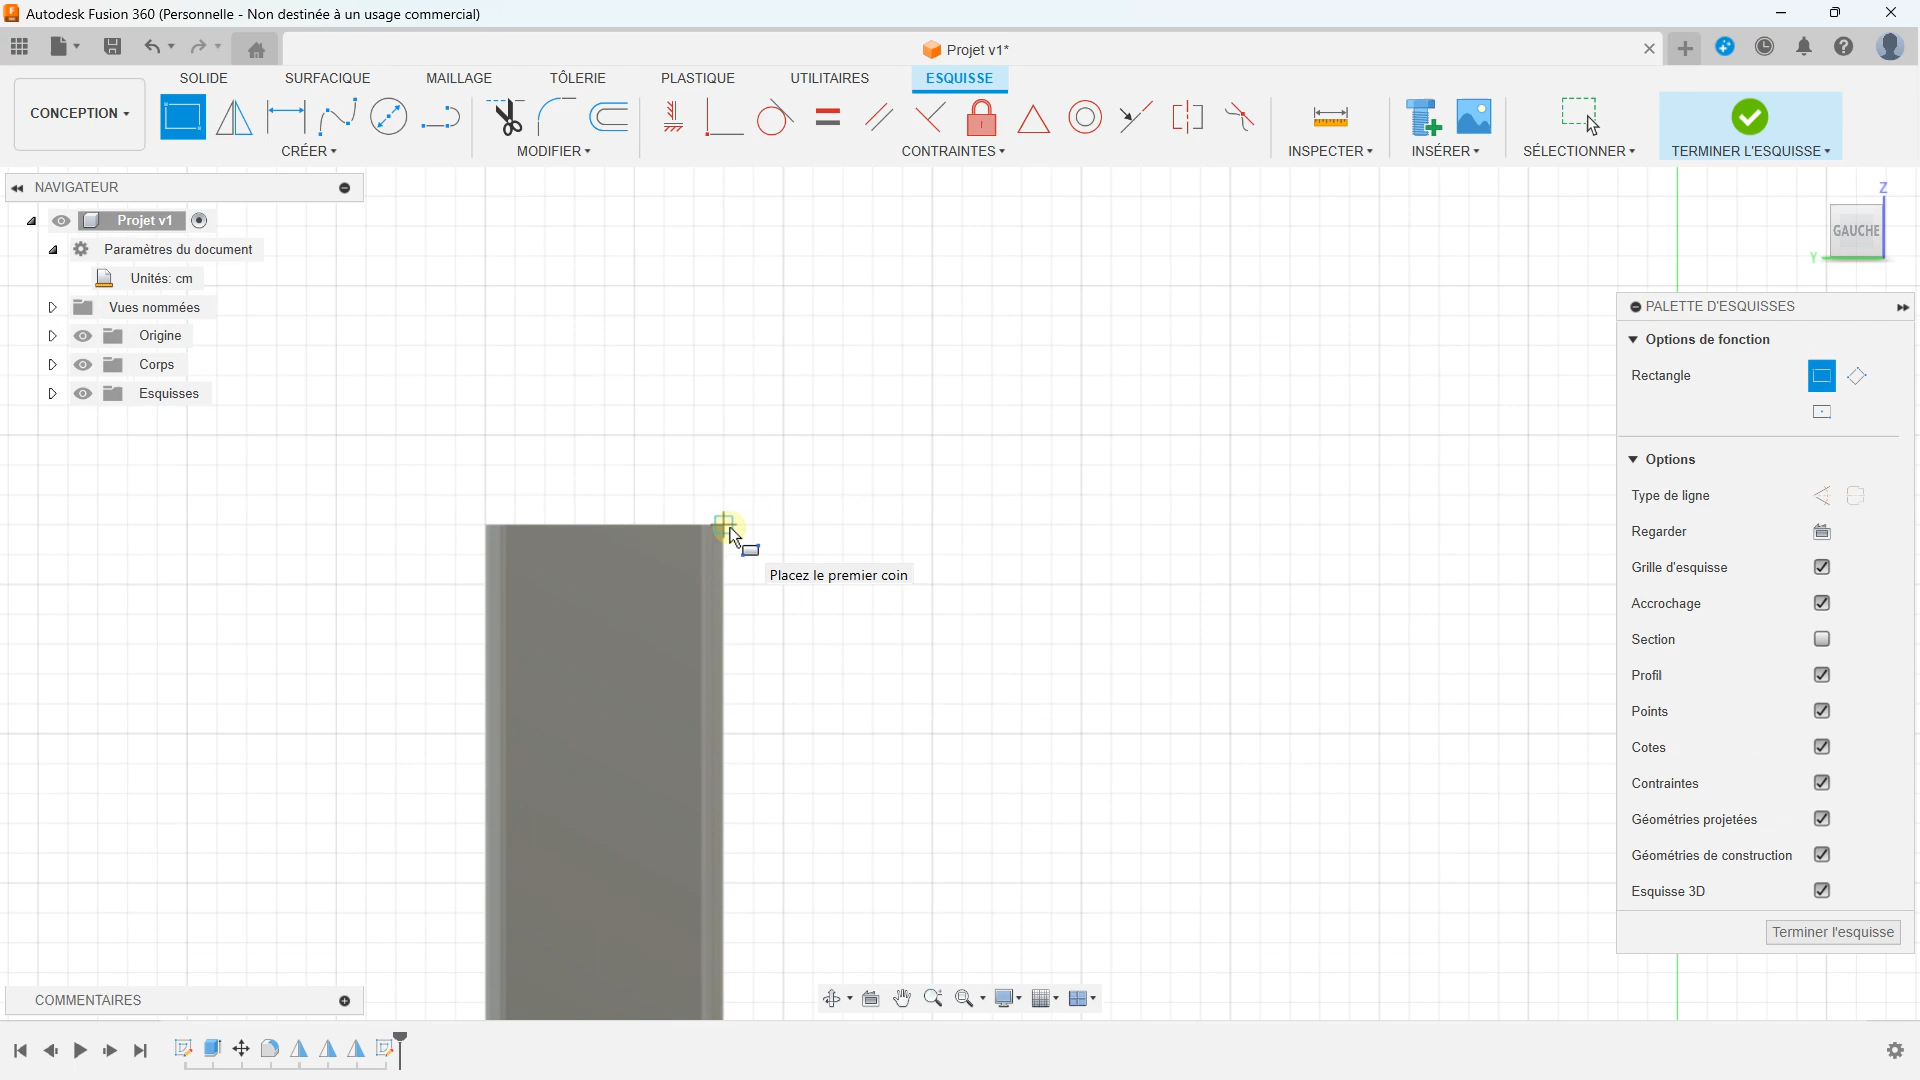 Autodesk Fusion 360 (Personnelle - Non destinée à un usage commercial)
Projet v1*
SOLIDE
SURFACIQUE
MAILLAGE
TÔLERIE
PLASTIQUE
UTILITAIRES
ESQUISSE
CONCEPTION
CRÉER
MODIFIER
CONTRAINTES
INSPECTER
INSÉRER
SÉLECTIONNER
TERMINER L'ESQUISSE
NAVIGATEUR
Projet v1
Paramètres du document
Unités: cm
Vues nommées
Origine
Corps
Esquisses
Z
GAUCHE
Y
PALETTE D'ESQUISSES
Options de fonction
Rectangle
Options
Type de ligne
Regarder
Grille d'esquisse
Accrochage
Section
Profil
Points
Cotes
Contraintes
Géométries projetées
Géométries de construction
Esquisse 3D
Terminer l'esquisse
Placez le premier coin
COMMENTAIRES